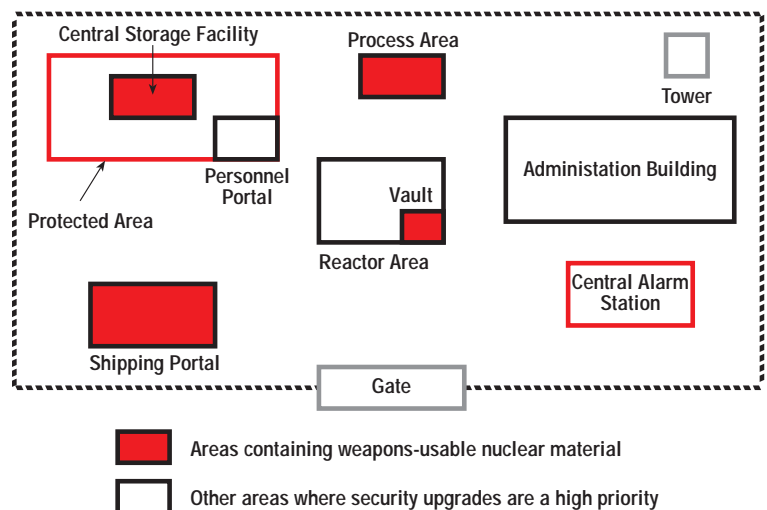 Central Storage Facility
Process Area
Tower
Personnel
Portal
Administation Building
Vault
Protected Area
Reactor Area
Central Alarm
Station
Shipping Portal
Gate
Areas containing weapons-usable nuclear material
Other areas where security upgrades are a high priority